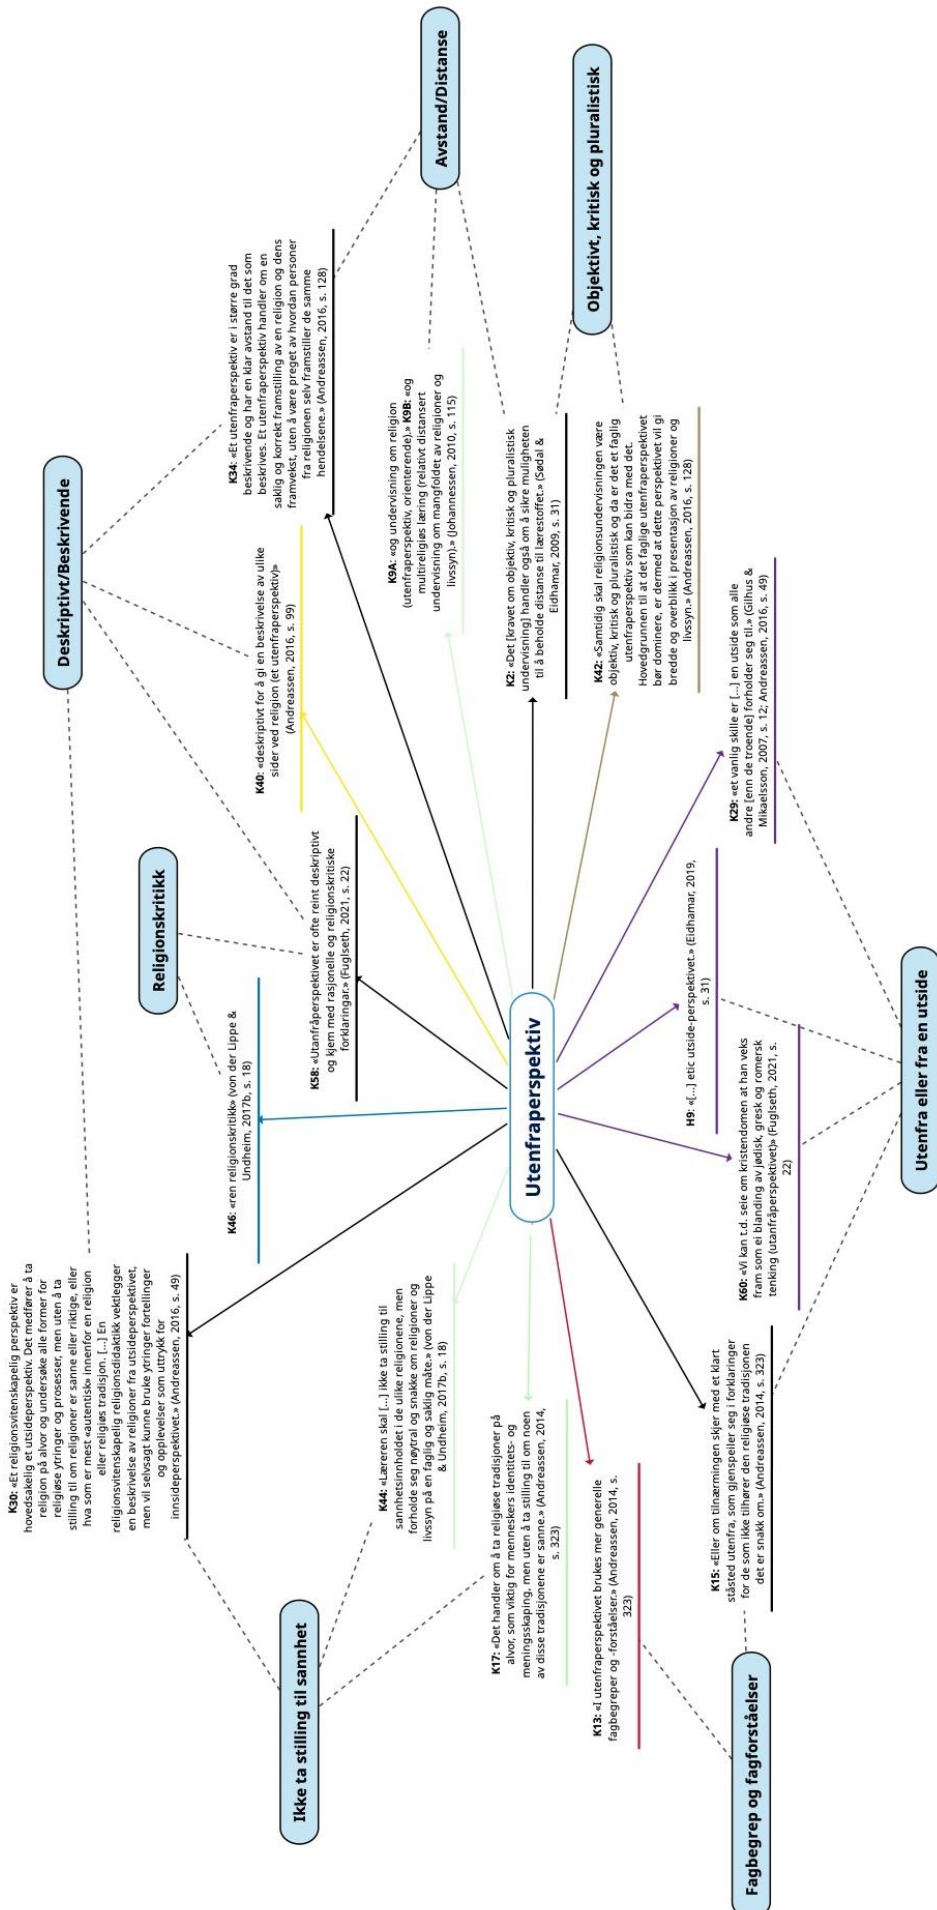 K30: «Et religionsvitenskapelig perspektiv er
hovedsakelig et utsideperspektiv. Det medfører å ta
religion på alvor og undersøke alle former for
religiøse ytringer og prosesser, men uten å ta
stilling til om religioner er sanne eller riktige, eller
hva som er mest «autentisk» innenfor en religion
eller religiøs tradisjon. [...] En
religionsvitenskapelig religionsdidaktikk vektlegger
en beskrivelse av religioner fra utsideperspektivet,
men vil selvsagt kunne bruke ytringer fortellinger
og opplevelser som uttrykk for
innsideperspektivet.» (Andreassen, 2016, s. 49)
Deskriptivt/Beskrivende
Religionskritikk
K46: «ren religionskritikk» (von der Lippe &
Undheim, 2017b, s. 18)
K58: «Utanfråperspektivet er ofte reint deskriptivt
og kjem med rasjonelle og religionskritiske
forklaringar.» (Fuglseth, 2021, s. 22)
K40: «deskriptivt for å gi en beskrivelse av ulike
sider ved religion (et utenfraperspektiv)»
(Andreassen, 2016, s. 99)
K34: «Et utenfraperspektiv er i større grad
beskrivende og har en klar avstand til det som
beskrives. Et utenfraperspektiv handler om en
saklig og korrekt framstilling av en religion og dens
framvekst, uten å være preget av hvordan personer
fra religionen selv framstiller de samme
hendelsene.» (Andreassen, 2016, s. 128)
Avstand/Distanse
Ikke ta stilling til sannhet
K44: «Læreren skal [...] ikke ta stilling til
sannhetsinnholdet i de ulike religionene, men
forholde seg nøytral og snakke om religioner og
livssyn på en faglig og saklig måte.» (von der Lippe
& Undheim, 2017b, s. 18)
K9A: «og undervisning om religion
(utenfraperspektiv, orienterende).» K9B: «og
multireligiøs læring (relativt distansert
undervisning om mangfoldet av religioner og
livssyn).» (Johannessen, 2010, s. 115)
K17: «Det handler om å ta religiøse tradisjoner på
alvor, som viktig for menneskers identitets- og
meningsskaping, men uten å ta stilling til om noen
av disse tradisjonene er sanne.» (Andreassen, 2014,
s. 323)
Utenfraperspektiv
K2: «Det [kravet om objektiv, kritisk og pluralistisk
undervisning] handler også om å sikre muligheten
til å beholde distanse til lærestoffet.» (Sødal &
Eidhamar, 2009, s. 31)
Objektivt, kritisk og pluralistisk
K13: «I utenfraperspektivet brukes mer generelle
fagbegreper og -forståelser.» (Andreassen, 2014, s.
323)
K42: «Samtidig skal religionsundervisningen være
objektiv, kritisk og pluralistisk og da er det et faglig
utenfraperspektiv som kan bidra med det.
Hovedgrunnen til at det faglige utenfraperspektivet
bør dominere, er dermed at dette perspektivet vil gi
bredde og overblikk i presentasjon av religioner og
livssyn.» (Andreassen, 2016, s. 128)
K15: «Eller om tilnærmingen skjer med et klart
ståsted utenfra, som gjenspeiler seg i forklaringer
for de som ikke tilhører den religiøse tradisjonen
det er snakk om.» (Andreassen, 2014, s. 323)
K60: «Vi kan t.d. seie om kristendomen at han veks
fram som ei blanding av jødisk, gresk og romersk
tenking (utanfråperspektivet)» (Fuglseth, 2021, s.
22)
H9: «[...] etic utside-perspektivet.» (Eidhamar, 2019,
s. 31)
K29: «et vanlig skille er [...] en utside som alle
andre [enn de troende] forholder seg til.» (Gilhus &
Mikaelsson, 2007, s. 12; Andreassen, 2016, s. 49)
Fagbegrep og fagforståelser
Utenfra eller fra en utside